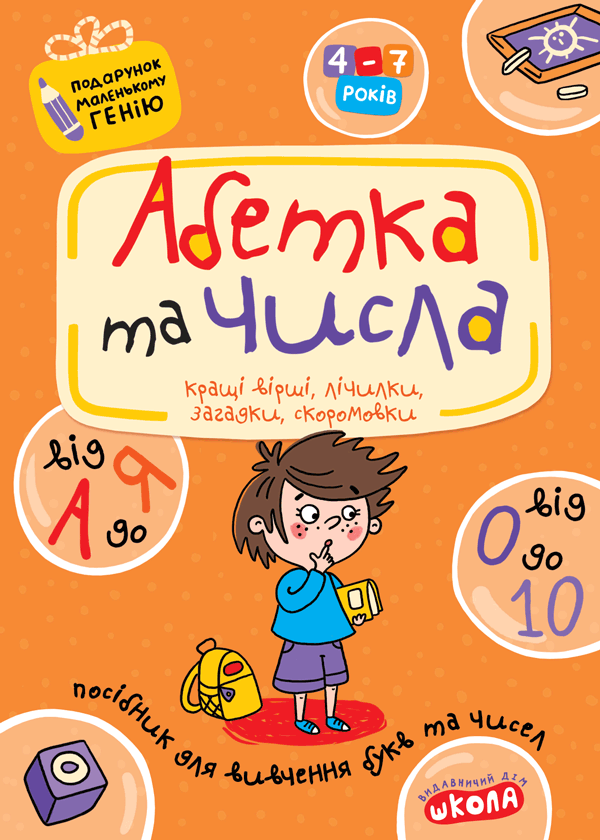 подарунок
маленькому
генію
4-7
років
Абетка
та числа
кращі вірші, лічилки,
загадки, скоромовки
від
А до Я
від
0 до
10
посібник для вивчення букв та чисел
видавничий дім
школа